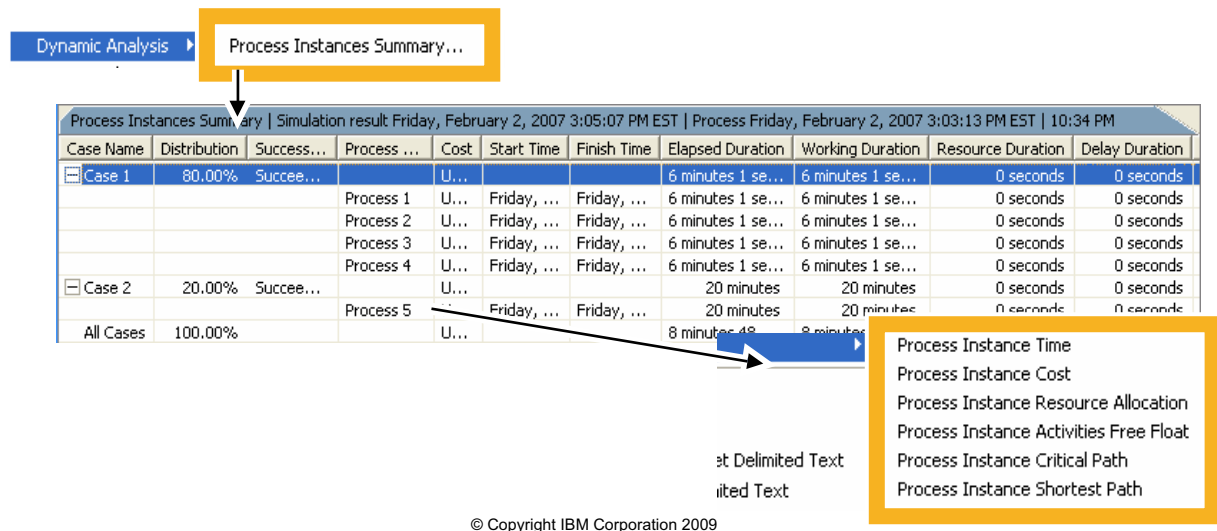 Dynamic Analysis
Process Instances Summary...
Process Instances Summary | Simulation result Friday, February 2, 2007 3:05:07 PM EST | Process Friday, February 2, 2007 3:03:13 PM EST | 10:34 PM
Case Name Distribution Success... Process ... Cost Start Time Finish Time Elapsed Duration Working Duration Resource Duration Delay Duration
Case 1 80.00% Succee... U... 6 minutes 1 se... 6 minutes 1 se... 0 seconds 0 seconds
Process 1 U... Friday, ... Friday, ... 6 minutes 1 se... 6 minutes 1 se... 0 seconds 0 seconds
Process 2 U... Friday, ... Friday, ... 6 minutes 1 se... 6 minutes 1 se... 0 seconds 0 seconds
Process 3 U... Friday, ... Friday, ... 6 minutes 1 se... 6 minutes 1 se... 0 seconds 0 seconds
Process 4 U... Friday, ... Friday, ... 6 minutes 1 se... 6 minutes 1 se... 0 seconds 0 seconds
Case 2 20.00% Succee... U... 20 minutes 20 minutes 0 seconds 0 seconds
Process 5 Friday, ... Friday, ... 20 minutes 20 minutes 0 seconds 0 seconds
All Cases 100.00% U... 8 minutes 48 8 minutes
Process Instance Time
Process Instance Cost
Process Instance Resource Allocation
Process Instance Activities Free Float
et Delimited Text
Process Instance Critical Path
ited Text
Process Instance Shortest Path
© Copyright IBM Corporation 2009